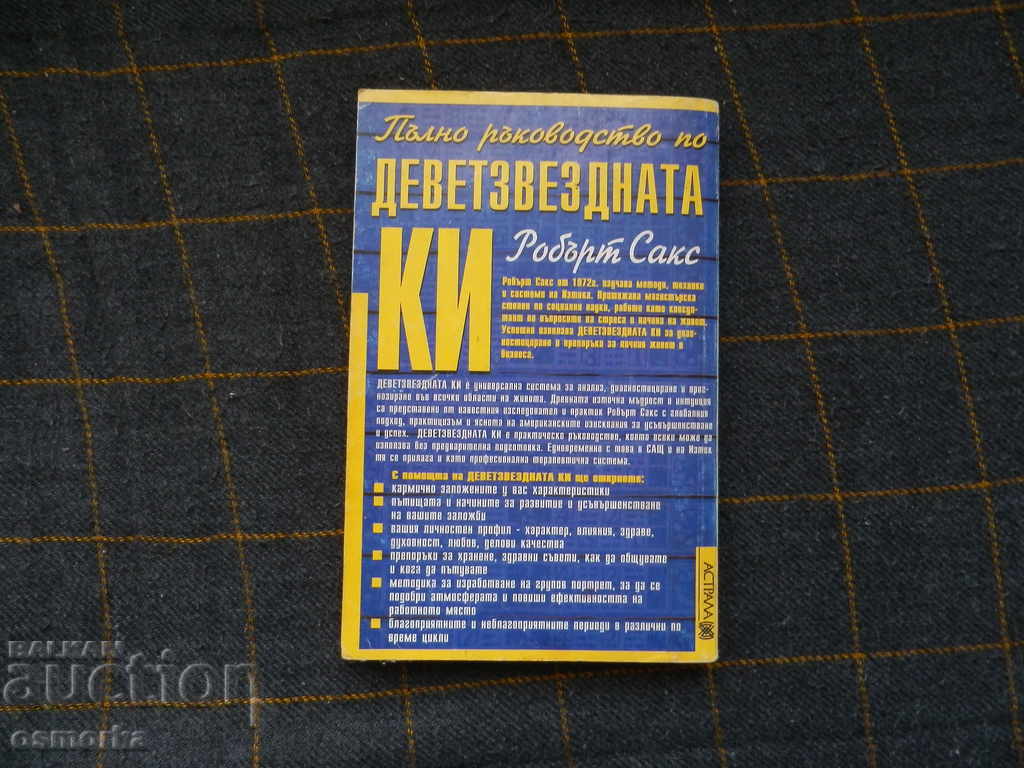 Пълно ръководство по
ДЕВЕТЗВЕЗДНАТА
КИ
Робърт Сакс
Робърт Сакс от 1972г. изучава методи, техники
и системи на Изтока. Притежава магистърска
степен по социални науки, работи като консул-
тант по въпросите на стреса и начина на живот.
Успешно използва ДЕВЕТЗВЕЗДНАТА КИ за диаг-
ностициране и препоръки за личния живот и
бизнеса.
ДЕВЕТЗВЕЗДНАТА КИ е универсална система за анализ, диагностициране и прог-
нозиране във всички области на живота. Древната източна мъдрост и интуиция
са представени от известния изследовател и практик Робърт Сакс с глобалния
подход, практицизъм и яснота на американските изисквания за усъвършенстване
и успех. ДЕВЕТЗВЕЗДНАТА КИ е практическо ръководство, което всеки може да
използва без предварителна подготовка. Едновременно с това в САЩ и на Изток
тя се прилага и като професионална терапевтична система.
С помощта на ДЕВЕТЗВЕЗДНАТА КИ ще откриете:
кармично заложените у вас характеристики
пътищата и начините за развитие и усъвършенстване
на вашите заложби
вашия личностен профил - характер, влияния, здраве,
духовност, любов, делови качества
препоръки за хранене, здравни съвети, как да общувате
и кога да пътувате
методика за изработване на групов портрет, за да се
подобри атмосферата и повиши ефективността на
работното място
благоприятните и неблагоприятните периоди в различни по
време цикли
АСТРАЛА
BALKAN
auction
osmorka